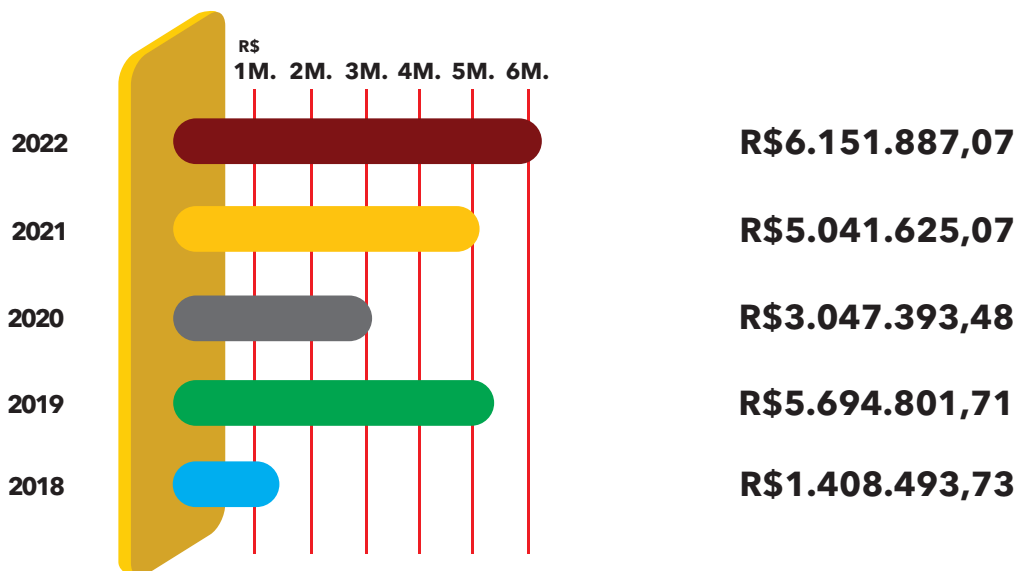 R$
1M. 2M. 3M. 4M. 5M. 6M.
2022 R$6.151.887,07
2021 R$5.041.625,07
2020 R$3.047.393,48
2019 R$5.694.801,71
2018 R$1.408.493,73